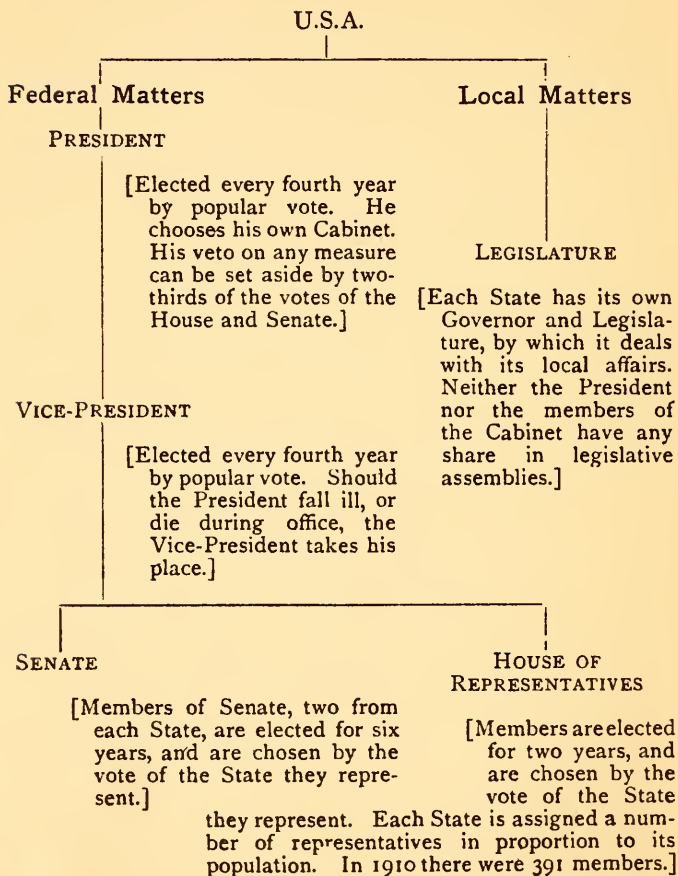 U.S.A.
Federal Matters
Local Matters
PRESIDENT
[Elected every fourth year
by popular vote. He
chooses his own Cabinet.
His veto on any measure
can be set aside by two-
thirds of the votes of the
House and Senate.]
LEGISLATURE
[Each State has its own
Governor and Legisla-
ture, by which it deals
with its local affairs.
Neither the President
nor the members of
the Cabinet have any
share in legislative
assemblies.]
VICE-PRESIDENT
[Elected every fourth year
by popular vote. Should
the President fall ill, or
die during office, the
Vice-President takes his
place.]
SENATE
[Members of Senate, two from
each State, are elected for six
years, and are chosen by the
vote of the State they repre-
sent.]
HOUSE OF
REPRESENTATIVES
[Members are elected
for two years, and
are chosen by the
vote of the State
they represent. Each State is assigned a num-
ber of representatives in proportion to its
population. In 1910 there were 391 members.]